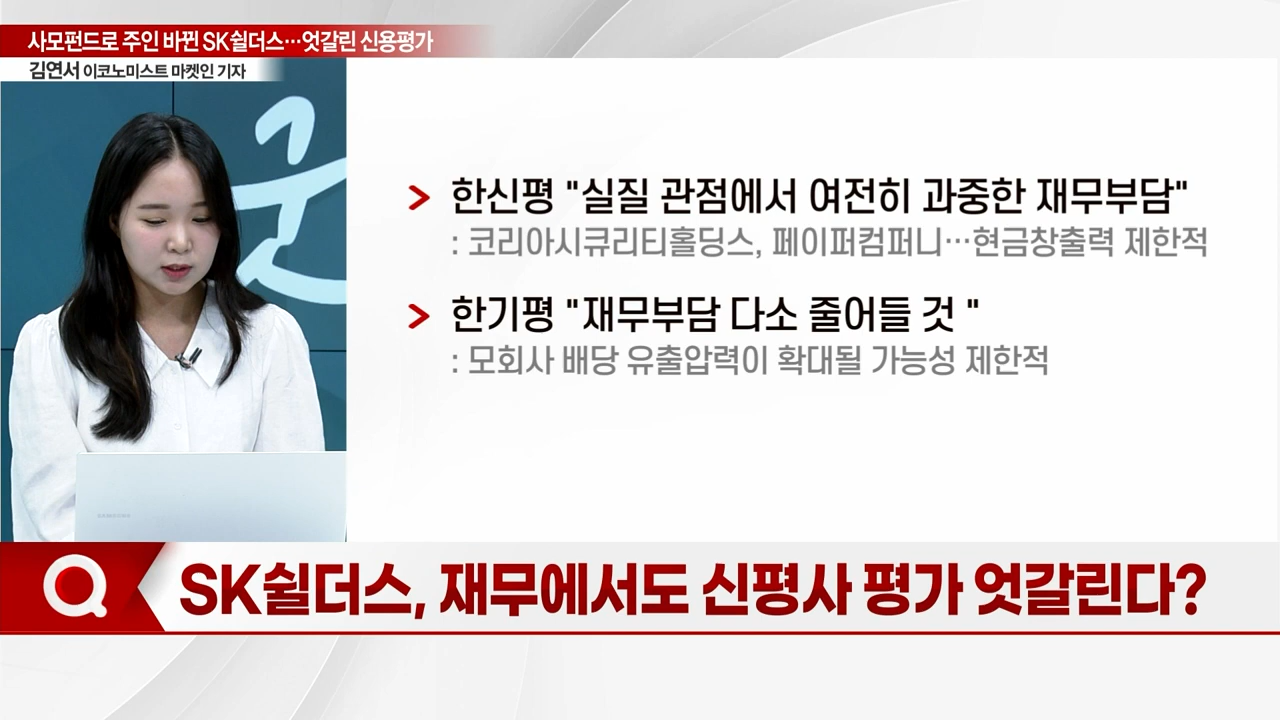 사모펀드로 주인 바뀐 SK쉴더스…엇갈린 신용평가
김연서 이코노미스트 마켓인 기자
한신평 "실질 관점에서 여전히 과중한 재무부담"
: 코리아시큐리티홀딩스, 페이퍼컴퍼니…현금창출력 제한적
한기평 "재무부담 다소 줄어들 것 "
: 모회사 배당 유출압력이 확대될 가능성 제한적
SAMSUNG
Q SK쉴더스, 재무에서도 신평사 평가 엇갈린다?